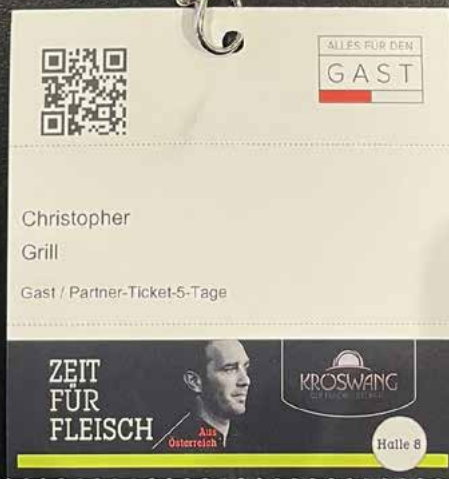 ALLES FÜR DEN
GAST
Christopher
Grill
Gast / Partner-Ticket-5-Tage
ZEIT
FÜR
FLEISCH
Aus
Österreich
KROSWANG
Halle 8